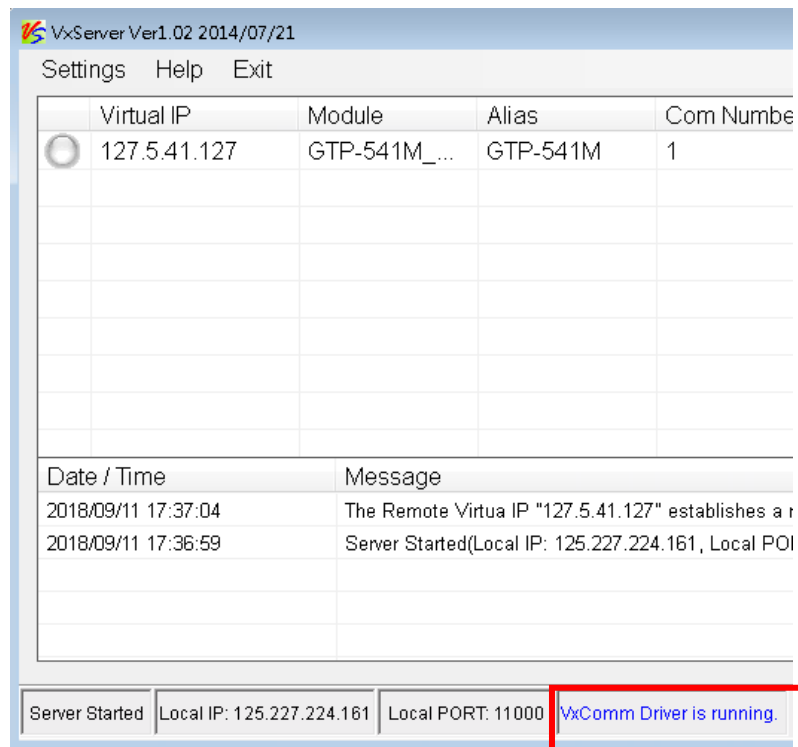 VxServer Ver1.02 2014/07/21
Settings Help Exit
Virtual IP Module Alias Com Numbe
127.5.41.127 GTP-541M_... GTP-541M 1
Date / Time Message
2018/09/11 17:37:04 The Remote Virtua IP "127.5.41.127" establishes a r
2018/09/11 17:36:59 Server Started(Local IP: 125.227.224.161, Local POI
Server Started Local IP: 125.227.224.161 Local PORT: 11000 VxComm Driver is running.